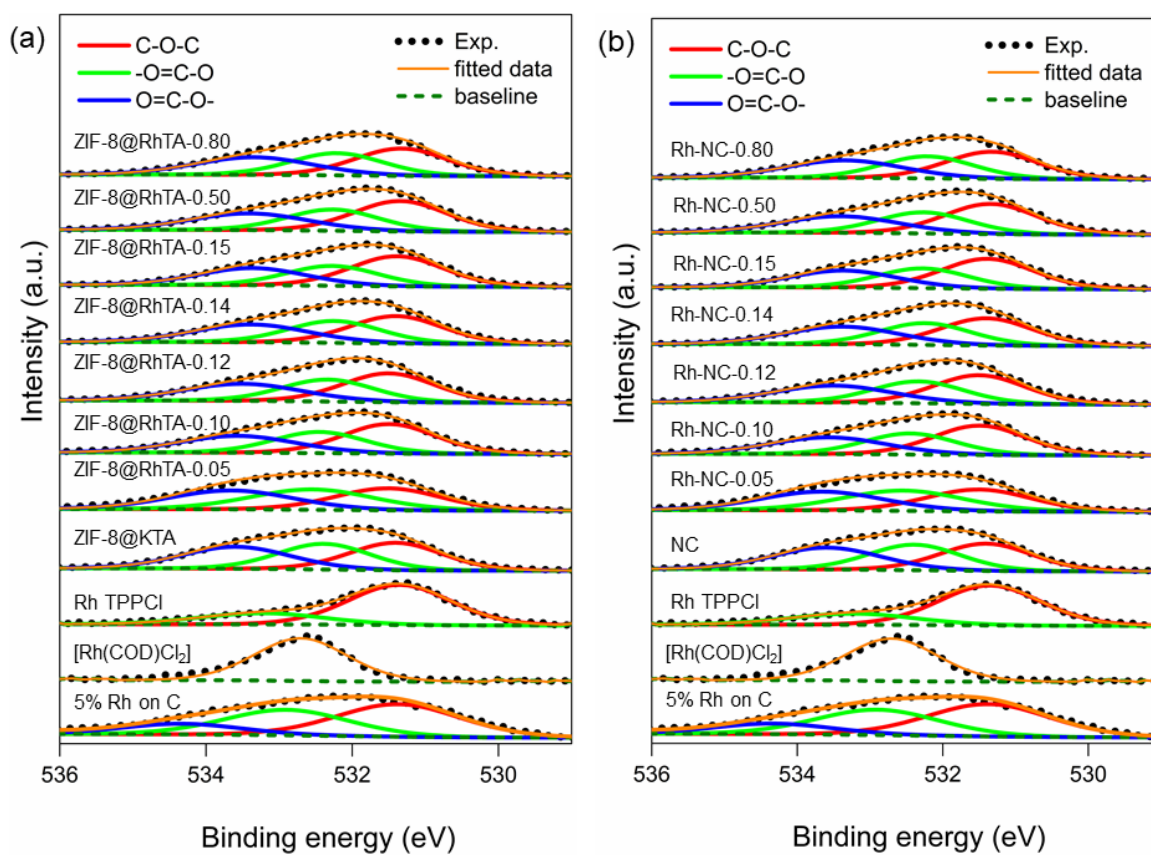 (a)
C-O-C
-O=C-O
O=C-O-
Exp.
fitted data
baseline
ZIF-8@RhTA-0.80
ZIF-8@RhTA-0.50
ZIF-8@RhTA-0.15
ZIF-8@RhTA-0.14
ZIF-8@RhTA-0.12
ZIF-8@RhTA-0.10
ZIF-8@RhTA-0.05
ZIF-8@KTA
Rh TPPCl
[Rh(COD)Cl₂]
5% Rh on C
Intensity (a.u.)
536 534 532 530
Binding energy (eV)
(b)
C-O-C
-O=C-O
O=C-O-
Exp.
fitted data
baseline
Rh-NC-0.80
Rh-NC-0.50
Rh-NC-0.15
Rh-NC-0.14
Rh-NC-0.12
Rh-NC-0.10
Rh-NC-0.05
NC
Rh TPPCl
[Rh(COD)Cl₂]
5% Rh on C
Intensity (a.u.)
536 534 532 530
Binding energy (eV)